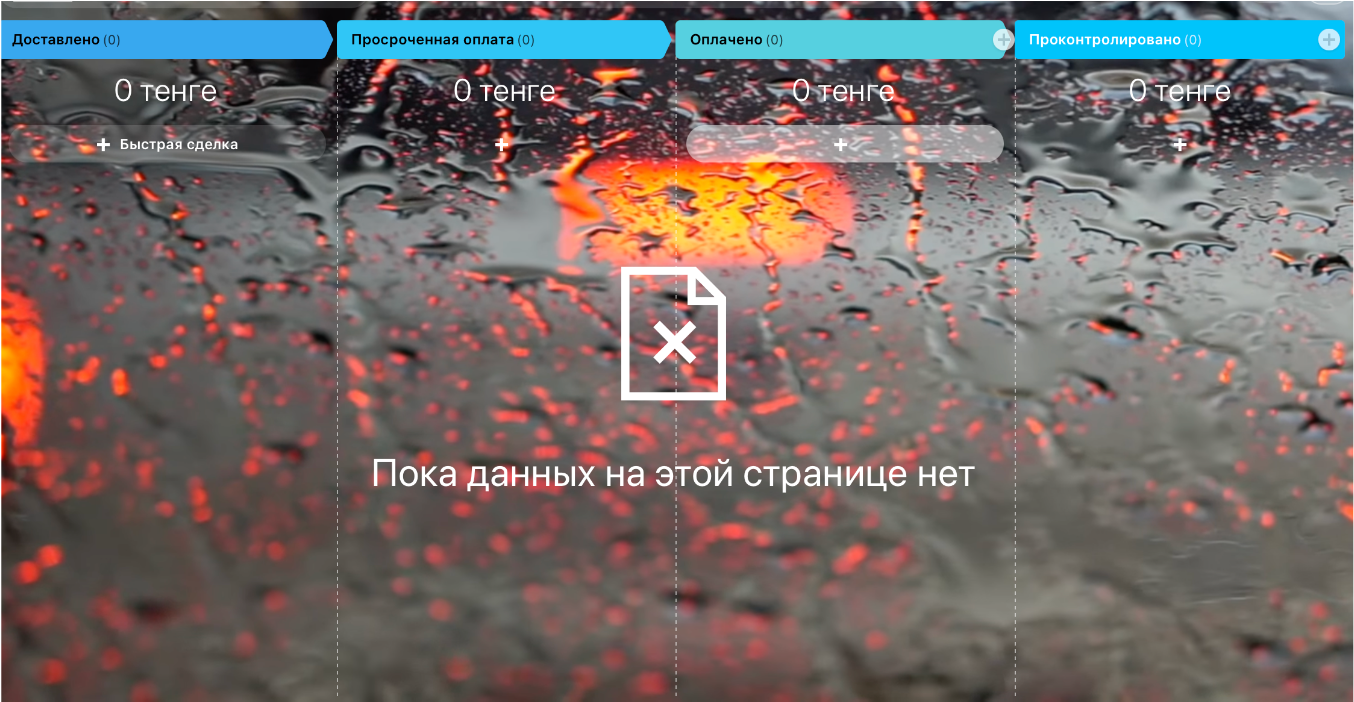 Доставлено (0)
Просроченная оплата (0)
Оплачено (0)
Проконтролировано (0)
0 тенге
0 тенге
0 тенге
0 тенге
Быстрая сделка
Пока данных на этой странице нет